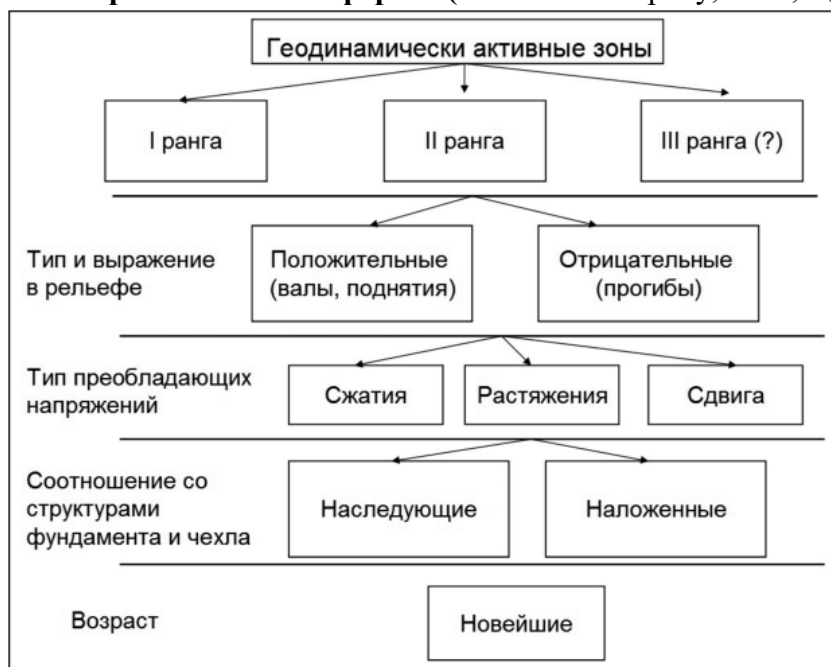 Геодинамически активные зоны
I ранга
II ранга
III ранга (?)
Тип и выражение
в рельефе
Положительные
(валы, поднятия)
Отрицательные
(прогибы)
Тип преобладающих
напряжений
Сжатия
Растяжения
Сдвига
Соотношение со
структурами
фундамента и чехла
Наследующие
Наложенные
Возраст
Новейшие